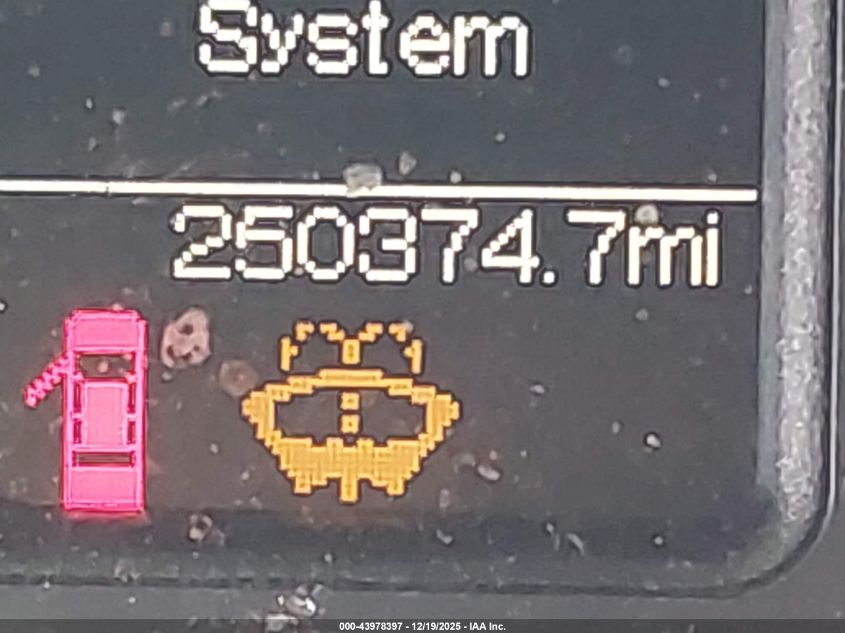 System
250374.7mi
000-43978397 - 12/19/2025 - IAA Inc.